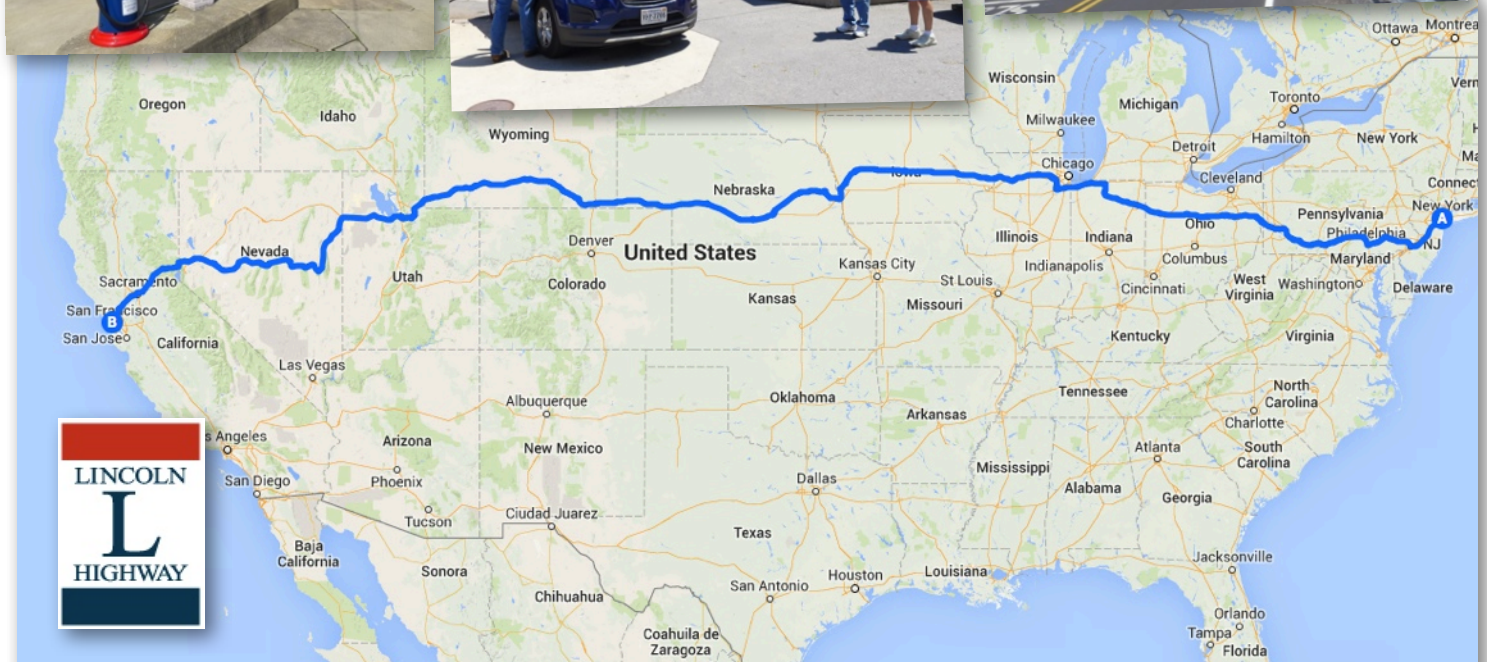 Ottawa
Montrea
Oregon
Idaho
Wyoming
Wisconsin
Michigan
Toronto
Milwaukee
Hamilton
New York
Detroit
Chicago
Cleveland
Iowa
Nebraska
Connect
New York
A
Pennsylvania
Philadelphia
NJ
Ohio
Nevada
Denver
United States
Illinois
Indiana
Columbus
Maryland
Utah
Colorado
Kansas City
Indianapolis
Sacramento
St Louis
Cincinnati
West
Virginia
Washington
Delaware
Kansas
Missouri
San Francisco
B
San Jose
California
Kentucky
Virginia
Las Vegas
Albuquerque
Oklahoma
Tennessee
North
Carolina
Arkansas
Charlotte
s Angeles
Arizona
New Mexico
Atlanta
South
Carolina
LINCOLN
L
HIGHWAY
San Diego
Phoenix
Dallas
Mississippi
Alabama
Georgia
Tucson
Ciudad Juarez
Texas
Baja
California
Sonora
Chihuahua
San Antonio
Houston
Louisiana
Jacksonville
Orlando
Tampa
Florida
Coahuila de
Zaragoza